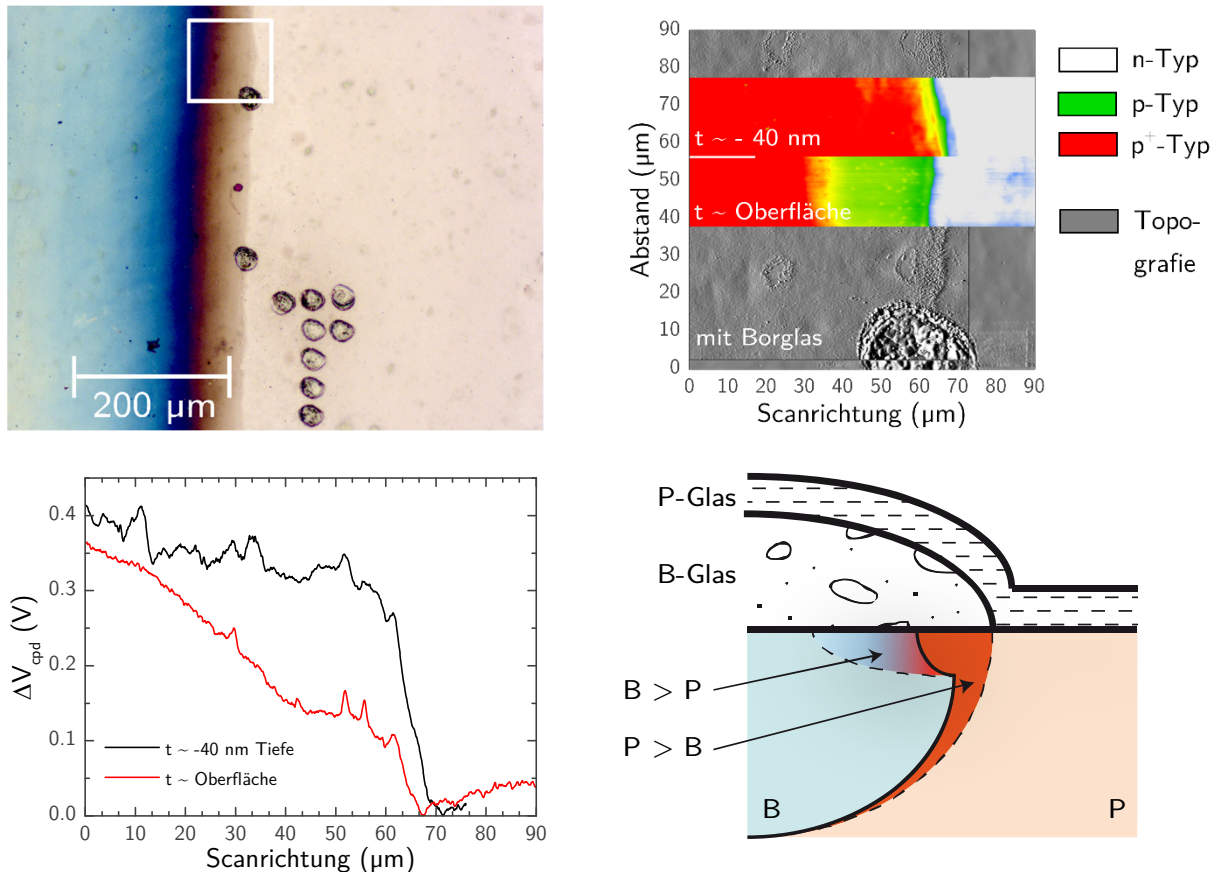 200 µm
90
80
70
60
50
40
30
20
10
0
Abstand (µm)
t ~ - 40 nm
t ~ Oberfläche
mit Borglas
0 10 20 30 40 50 60 70 80 90
Scanrichtung (µm)
n-Typ
p-Typ
p⁺-Typ
Topo-
grafie
0.4
0.3
0.2
0.1
0.0
ΔV_cpd (V)
t ~ -40 nm Tiefe
t ~ Oberfläche
0 10 20 30 40 50 60 70 80 90
Scanrichtung (µm)
P-Glas
B-Glas
B > P
P > B
B P